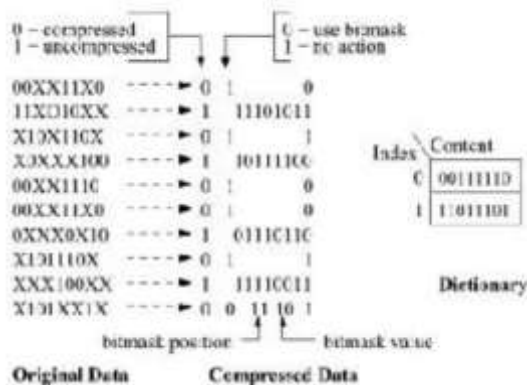 0 – compressed
1 – uncompressed
0 – use bitmask
1 – no action
00XX11X0 0 1 0
11X010XX 1 11101011
X10X110X 0 1 1
X0XXX100 1 10111100
00XX1110 0 1 0
00XX11X0 0 1 0
0XXX0X10 1 01110110
X101110X 0 1 1
XXX100XX 1 11110011
X101XX1X 0 0 11 10 1
Index Content
0 00111110
1 11011101
Dictionary
bitmask position
bitmask value
Original Data
Compressed Data